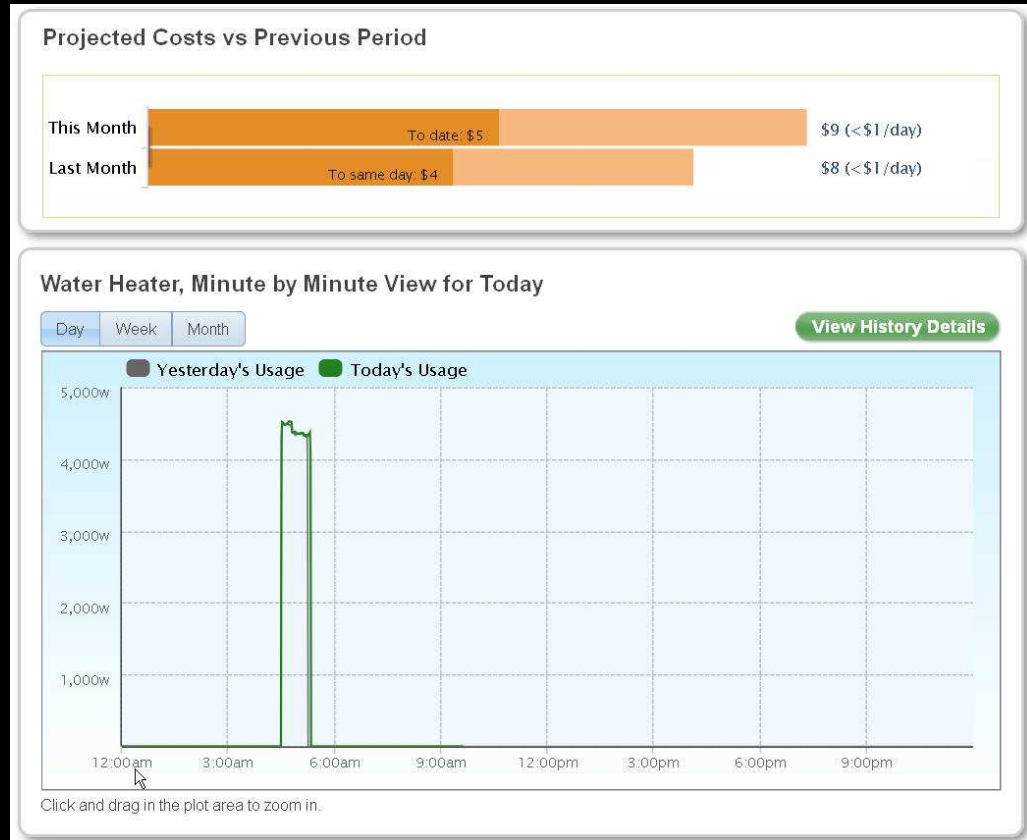 Projected Costs vs Previous Period
This Month To date: $5 $9 (<$1/day)
Last Month To same day: $4 $8 (<$1/day)
Water Heater, Minute by Minute View for Today
Day Week Month View History Details
Yesterday's Usage Today's Usage
5,000w
4,000w
3,000w
2,000w
1,000w
12:00am 3:00am 6:00am 9:00am 12:00pm 3:00pm 6:00pm 9:00pm
Click and drag in the plot area to zoom in.